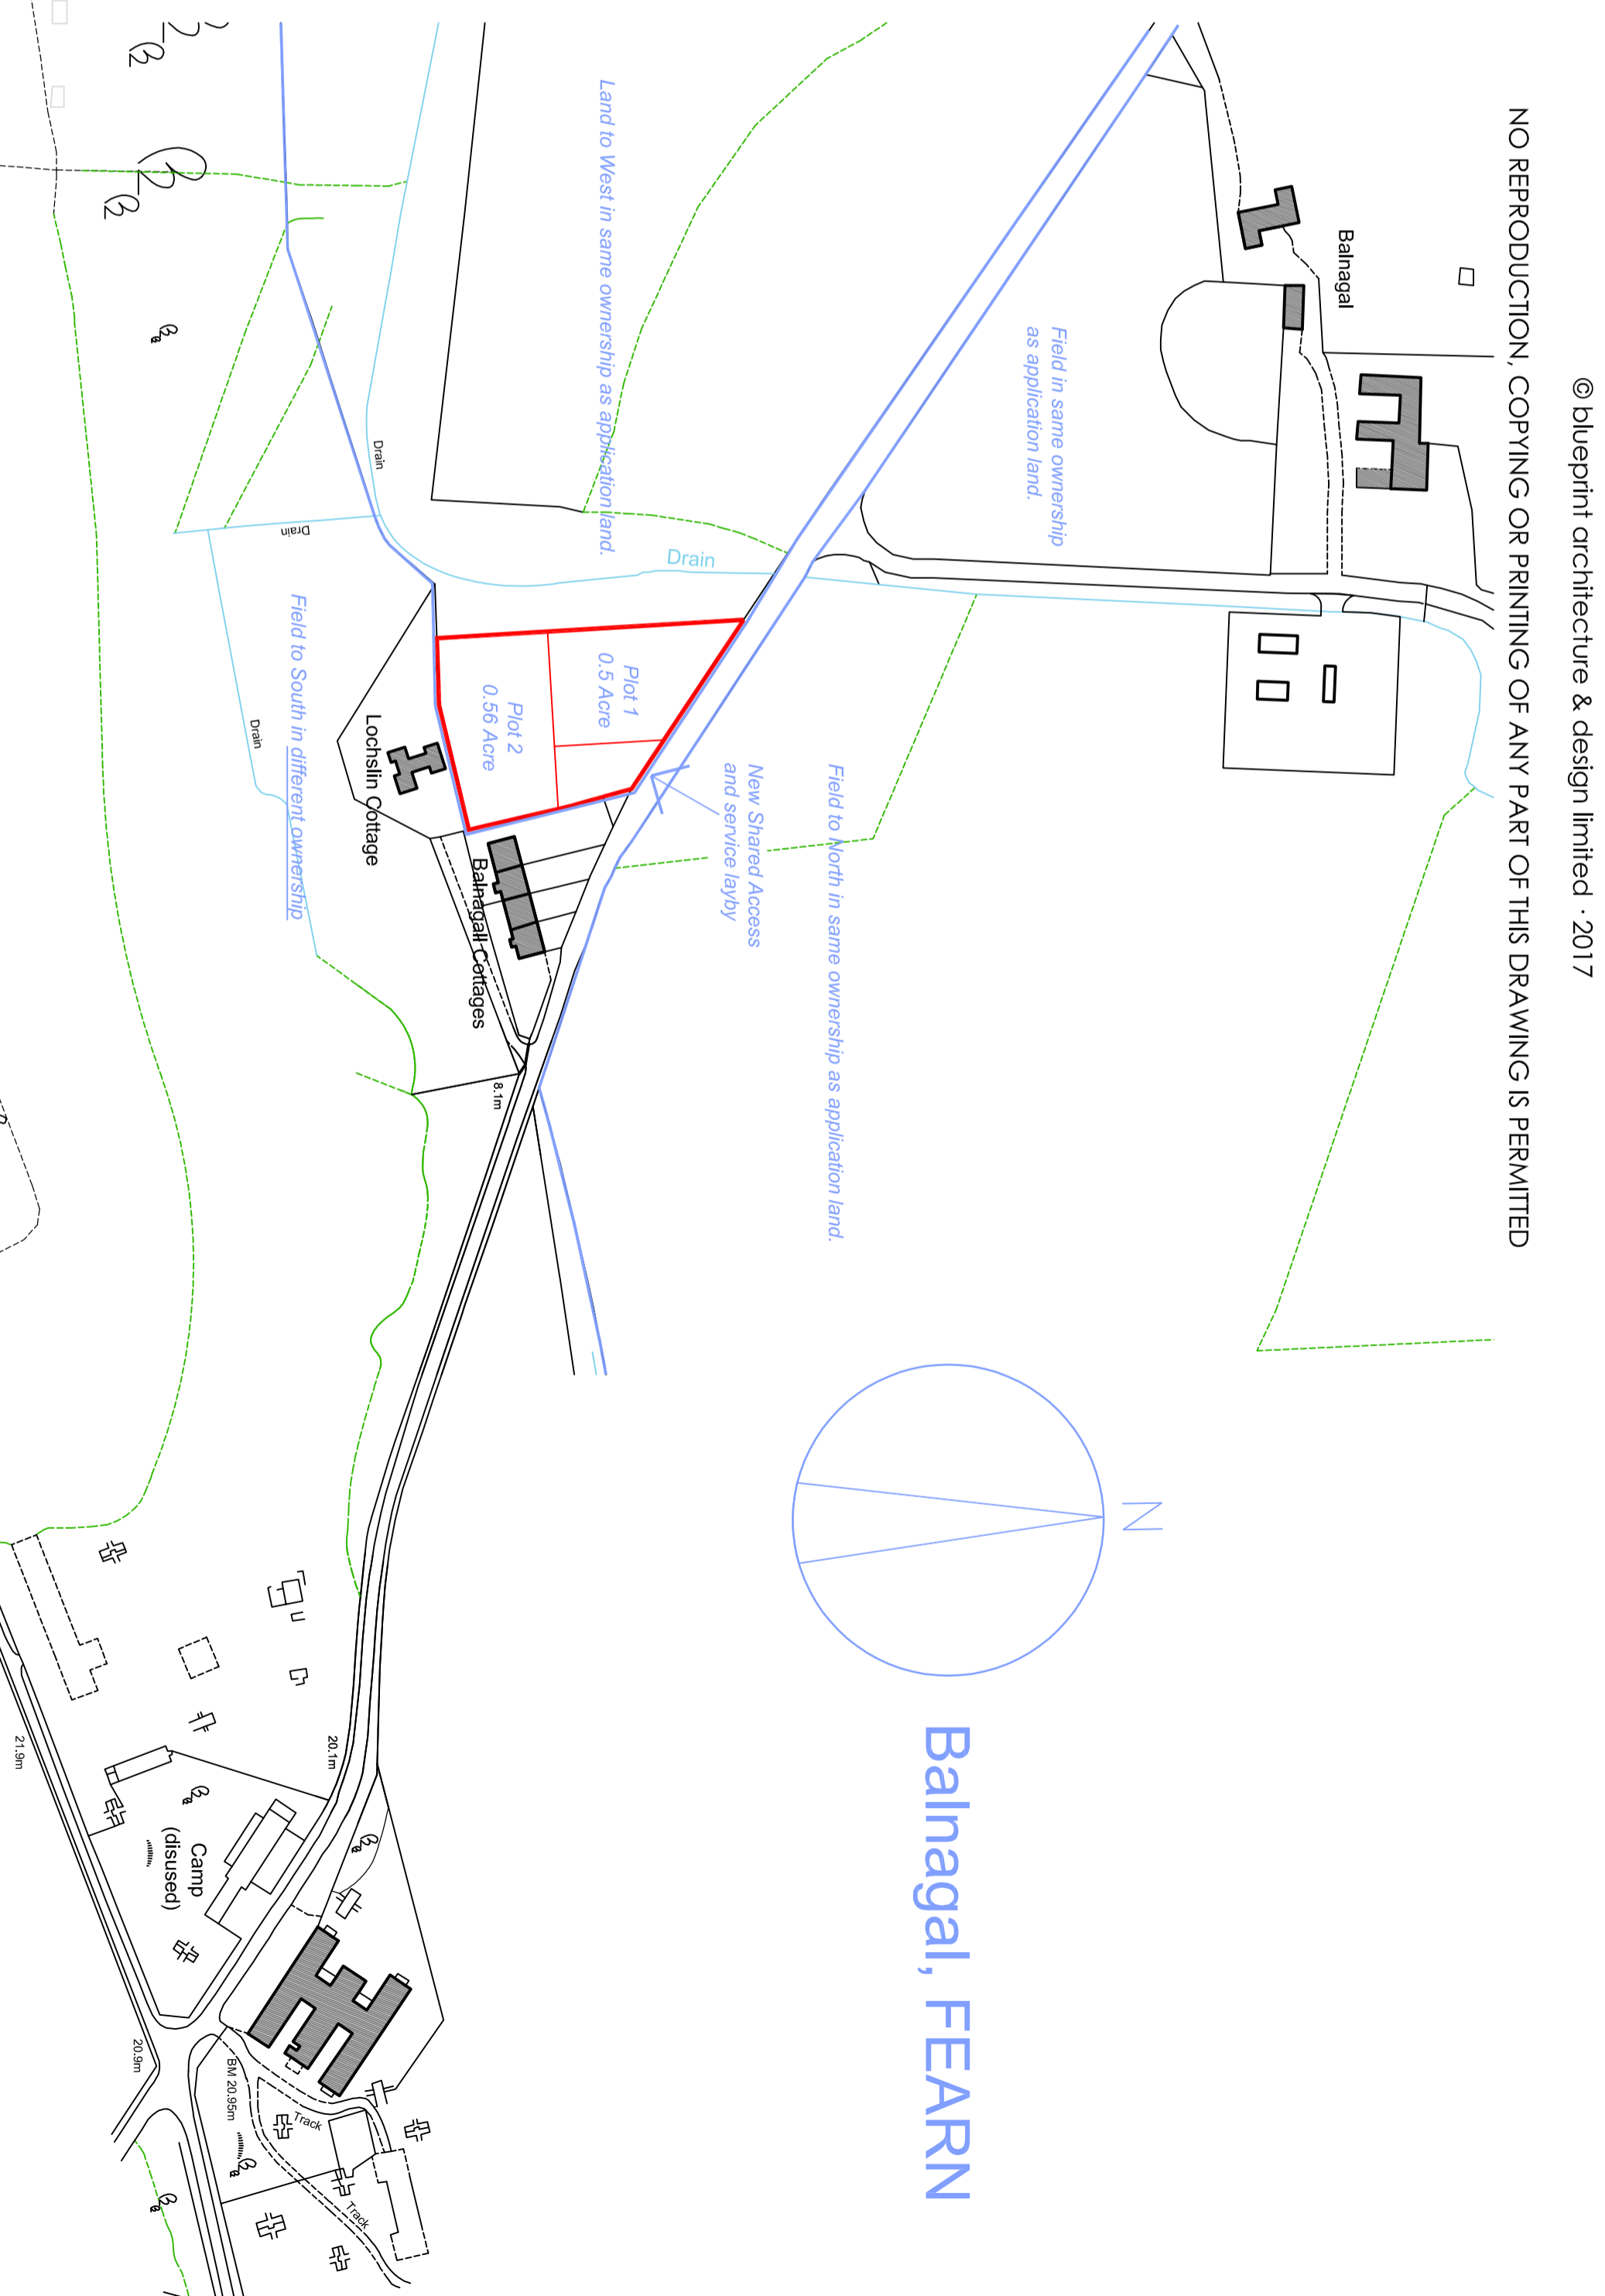 © blueprint architecture & design limited · 2017
NO REPRODUCTION, COPYING OR PRINTING OF ANY PART OF THIS DRAWING IS PERMITTED
Balnagal
Field in same ownership
as application land.
Land to West in same ownership as application land.
Drain
Drain
Drain
Drain
Plot 1
0.5 Acre
Plot 2
0.56 Acre
New Shared Access
and service layby
Field to North in same ownership as application land.
Field to South in different ownership
Lochslin Cottage
Balnagall Cottages
8.1m
N
Balnagal, FEARN
20.1m
21.9m
Camp
(disused)
20.9m
BM 20.95m
Track
Track